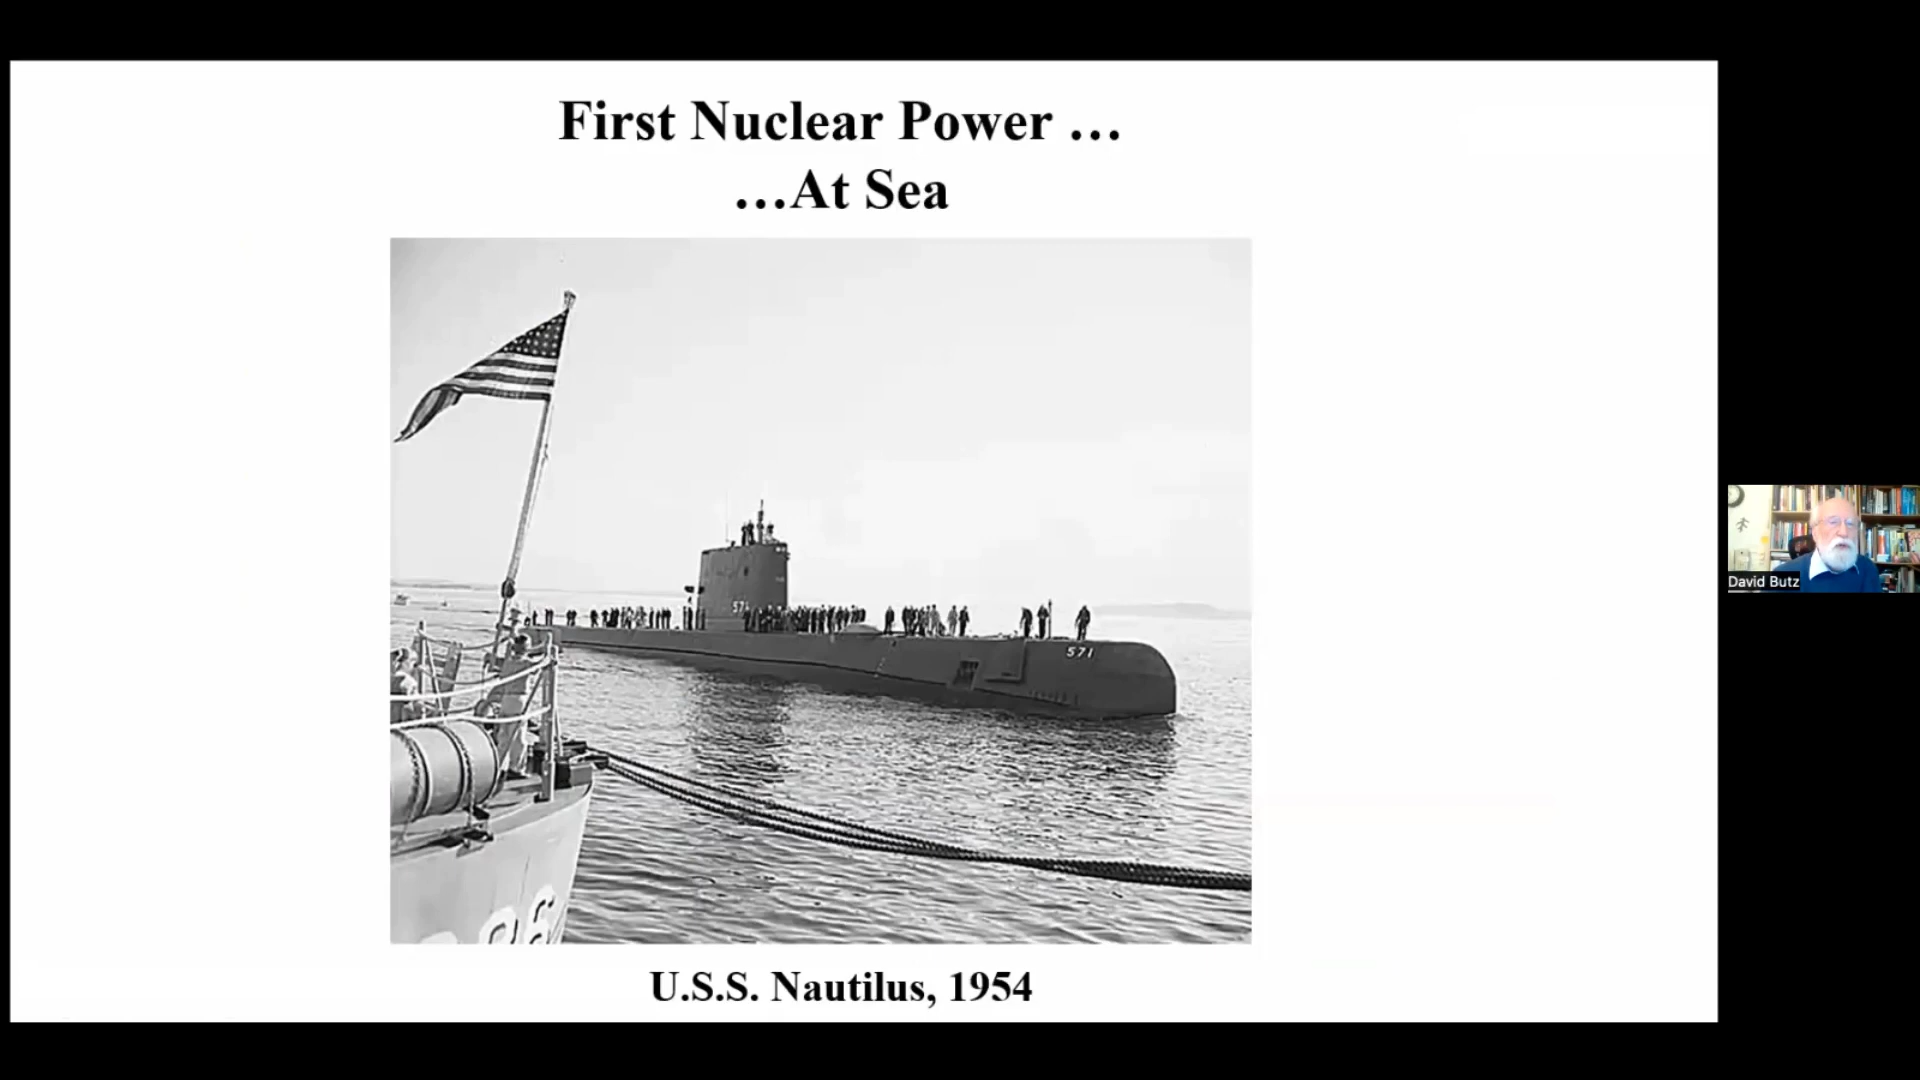 First Nuclear Power …
…At Sea
571
571
U.S.S. Nautilus, 1954
David Butz